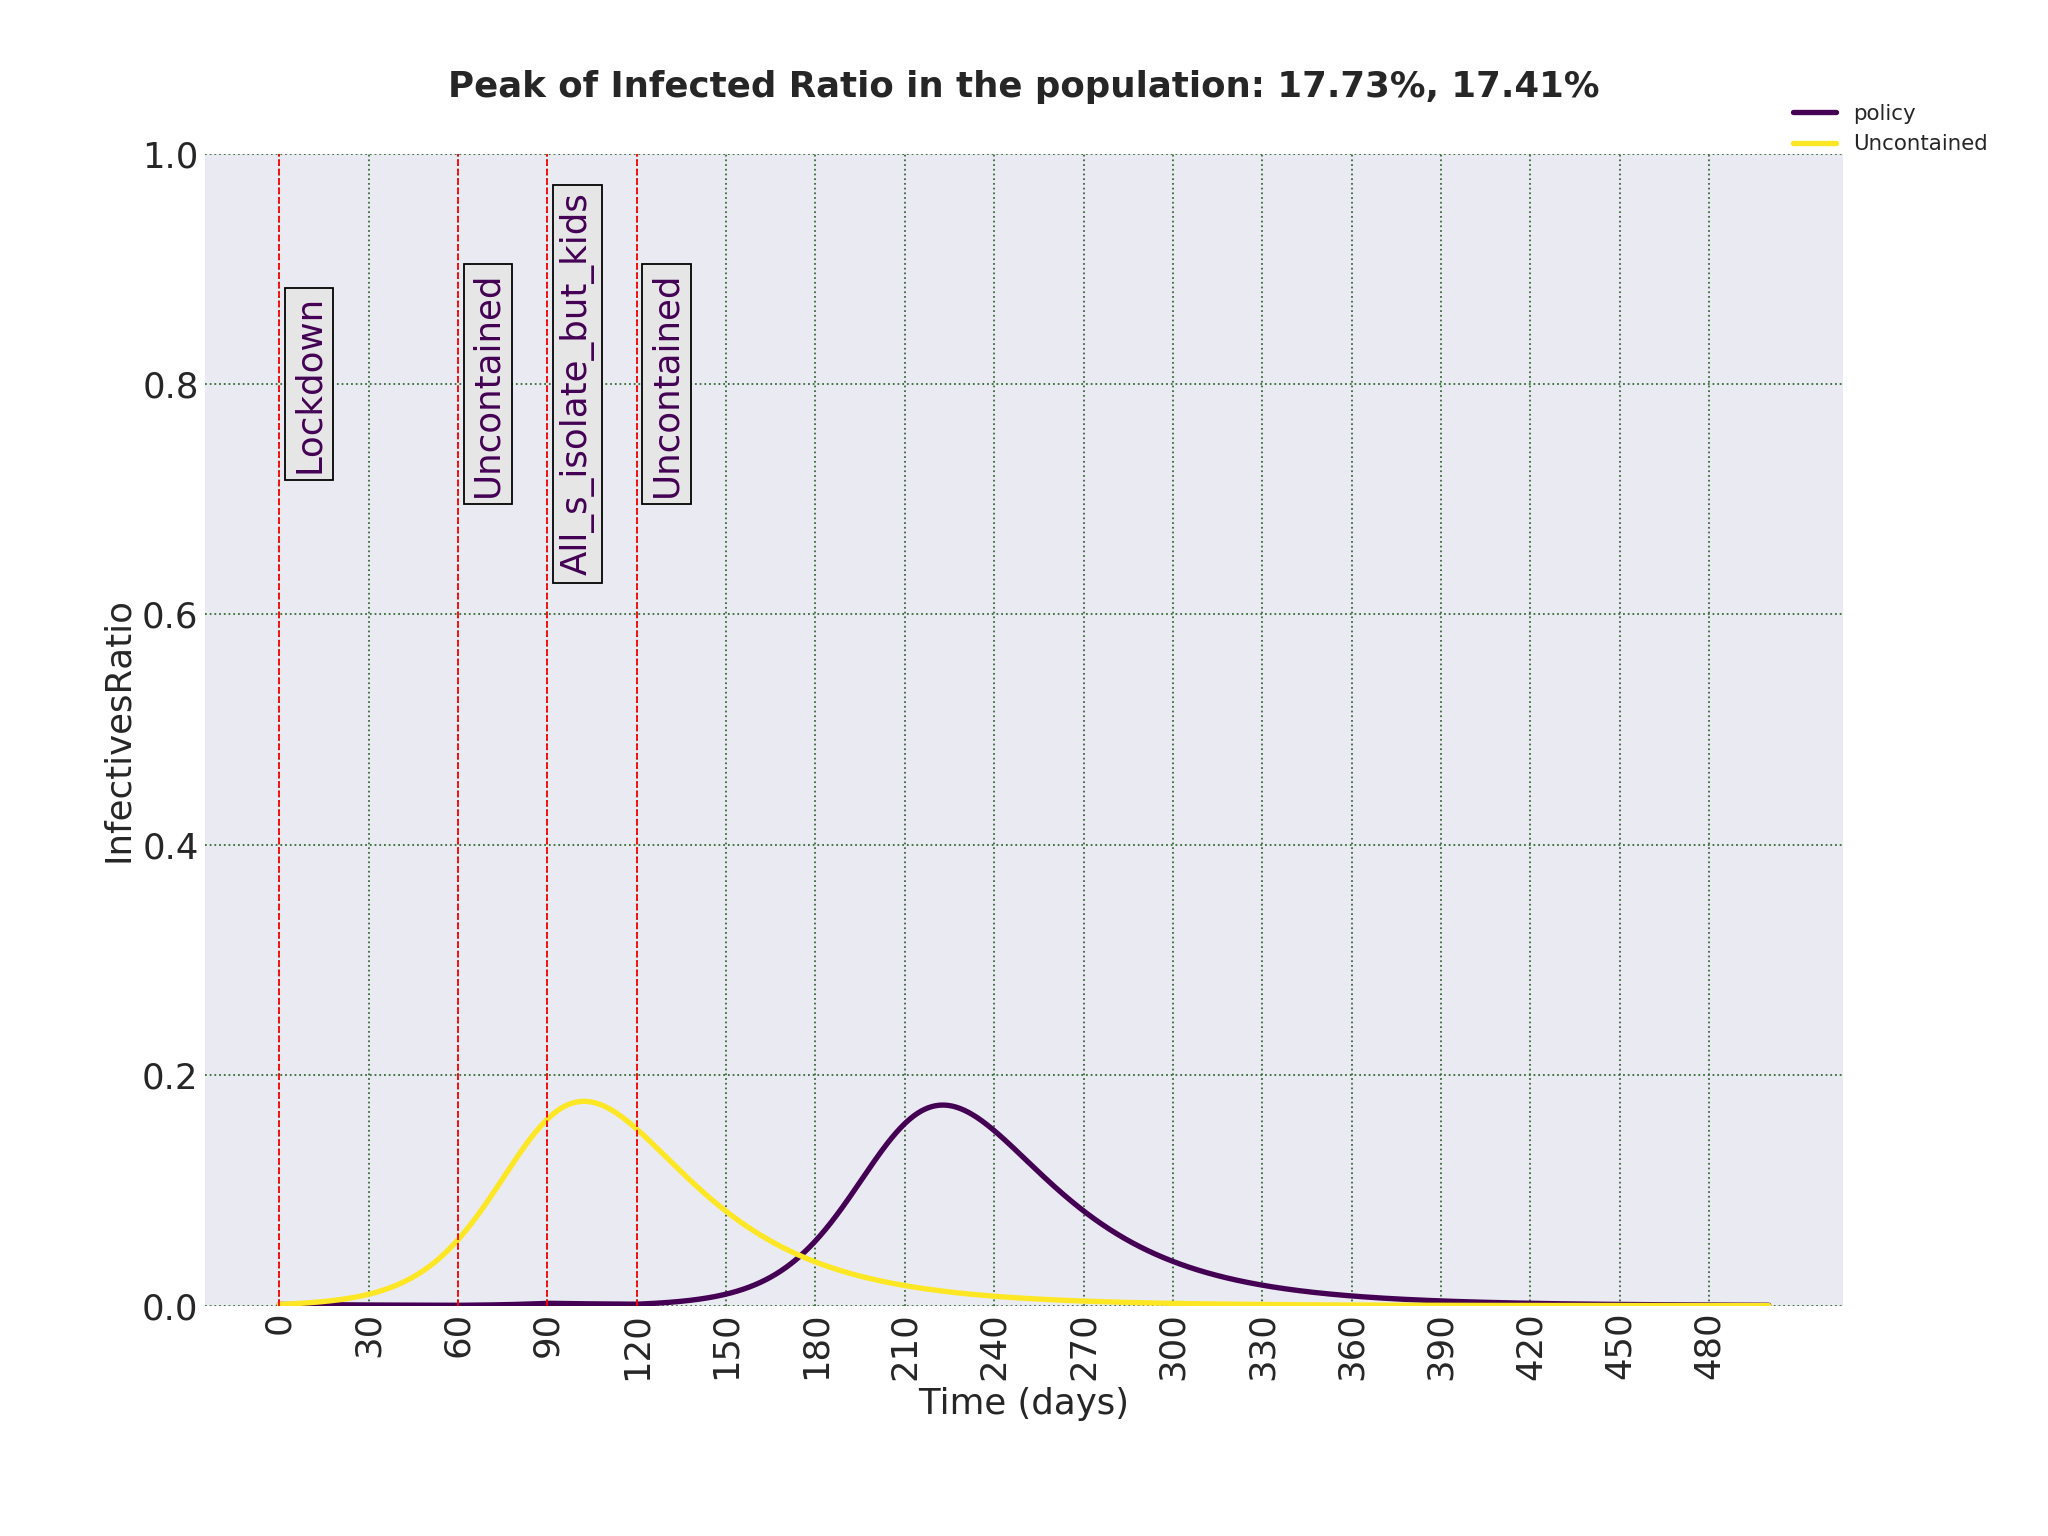 Peak of Infected Ratio in the population: 17.73%, 17.41%
policy
Uncontained
1.0
0.8
0.6
0.4
0.2
0.0
InfectivesRatio
Lockdown
Uncontained
All_s_isolate_but_kids
Uncontained
0
30
60
90
120
150
180
210
240
270
300
330
360
390
420
450
480
Time (days)